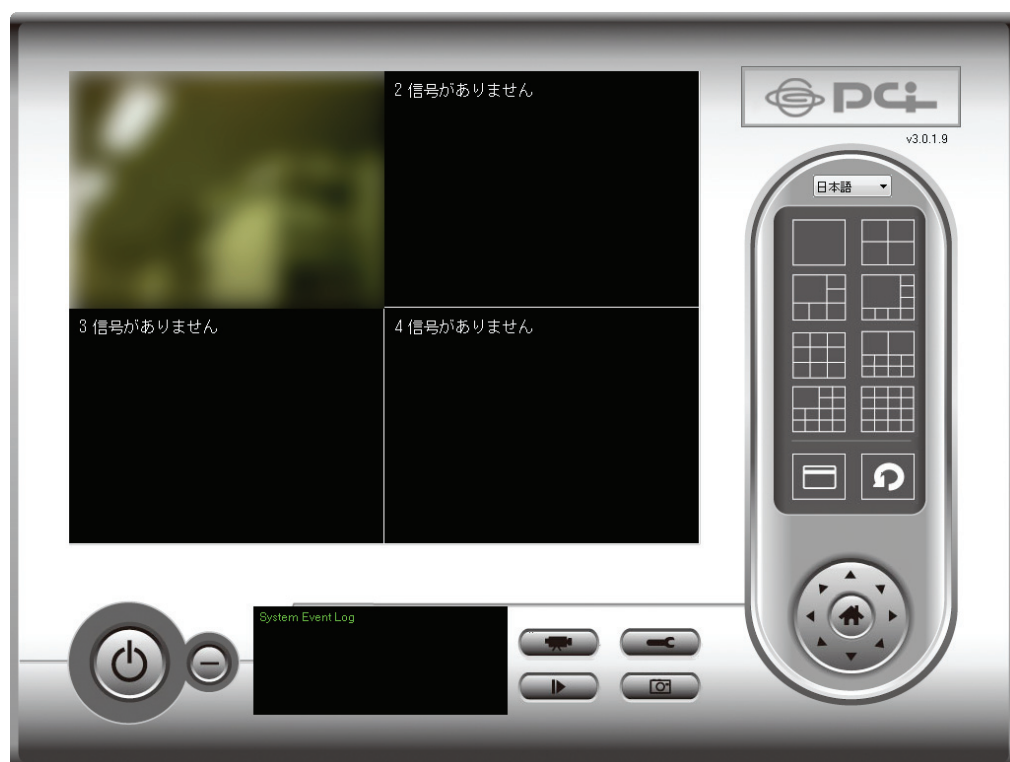 2 信号がありません
PCi
v3.0.1.9
日本語
3 信号がありません
4 信号がありません
System Event Log